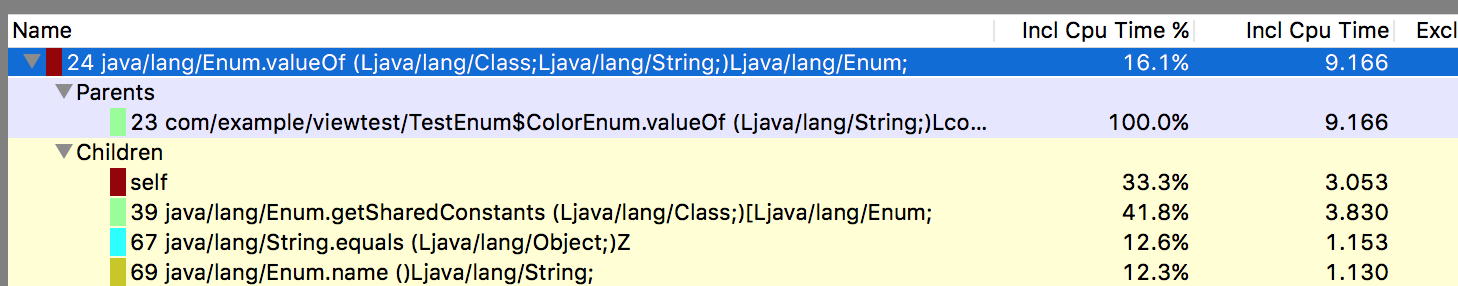 Name Incl Cpu Time % Incl Cpu Time Excl
24 java/lang/Enum.valueOf (Ljava/lang/Class;Ljava/lang/String;)Ljava/lang/Enum; 16.1% 9.166
Parents
23 com/example/viewtest/TestEnum$ColorEnum.valueOf (Ljava/lang/String;)Lco... 100.0% 9.166
Children
self 33.3% 3.053
39 java/lang/Enum.getSharedConstants (Ljava/lang/Class;)[Ljava/lang/Enum; 41.8% 3.830
67 java/lang/String.equals (Ljava/lang/Object;)Z 12.6% 1.153
69 java/lang/Enum.name ()Ljava/lang/String; 12.3% 1.130